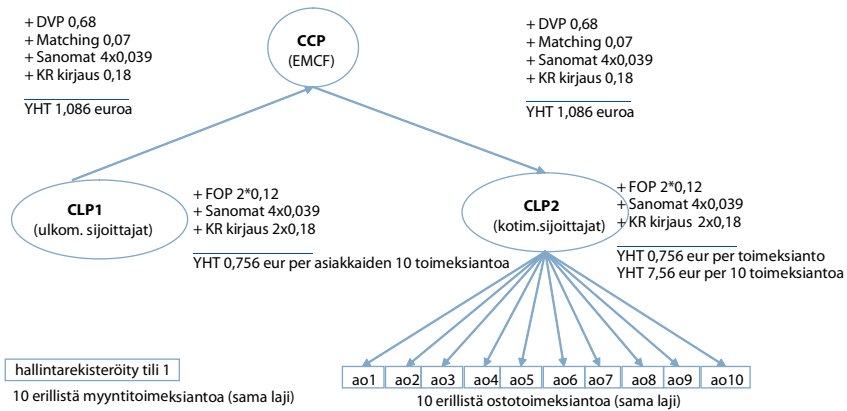 + DVP 0,68
+ Matching 0,07
+ Sanomat 4x0,039
+ KR kirjaus 0,18
YHT 1,086 euroa
CCP
(EMCF)
+ DVP 0,68
+ Matching 0,07
+ Sanomat 4x0,039
+ KR kirjaus 0,18
YHT 1,086 euroa
CLP1
(ulkom. sijoittajat)
+ FOP 2*0,12
+ Sanomat 4x0,039
+ KR kirjaus 2x0,18
YHT 0,756 eur per asiakkaiden 10 toimeksiantoa
CLP2
(kotim.sijoittajat)
+ FOP 2*0,12
+ Sanomat 4x0,039
+ KR kirjaus 2x0,18
YHT 0,756 eur per toimeksianto
YHT 7,56 eur per 10 toimeksiantoa
hallintarekisteröity tili 1
10 erillistä myyntitoimeksiantoa (sama laji)
ao1 ao2 ao3 ao4 ao5 ao6 ao7 ao8 ao9 ao10
10 erillistä ostotoimeksiantoa (sama laji)